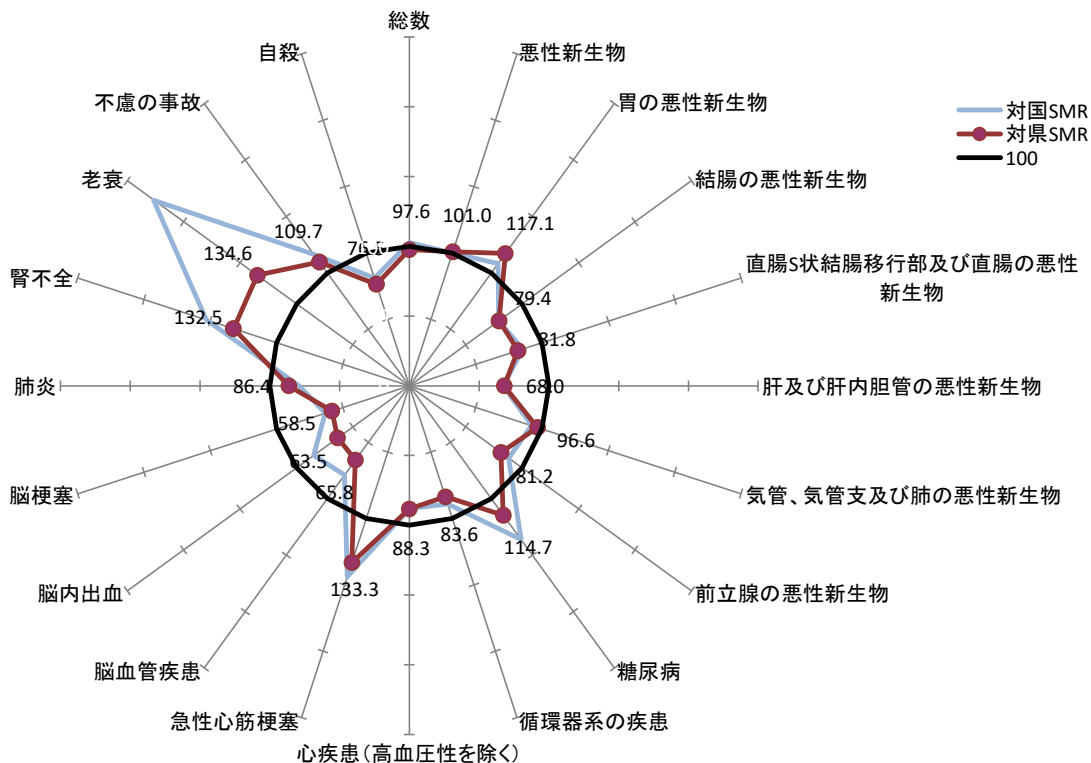 総数
自殺
悪性新生物
不慮の事故
胃の悪性新生物
対国SMR
対県SMR
100
老衰
結腸の悪性新生物
97.6
101.0
117.1
109.7
134.6
79.4
腎不全
132.5
直腸S状結腸移行部及び直腸の悪性
新生物
81.8
肺炎
86.4
68.0
肝及び肝内胆管の悪性新生物
58.5
96.6
63.5
81.2
脳梗塞
気管、気管支及び肺の悪性新生物
65.8
88.3
83.6
114.7
133.3
脳内出血
前立腺の悪性新生物
脳血管疾患
糖尿病
急性心筋梗塞
循環器系の疾患
心疾患(高血圧性を除く)